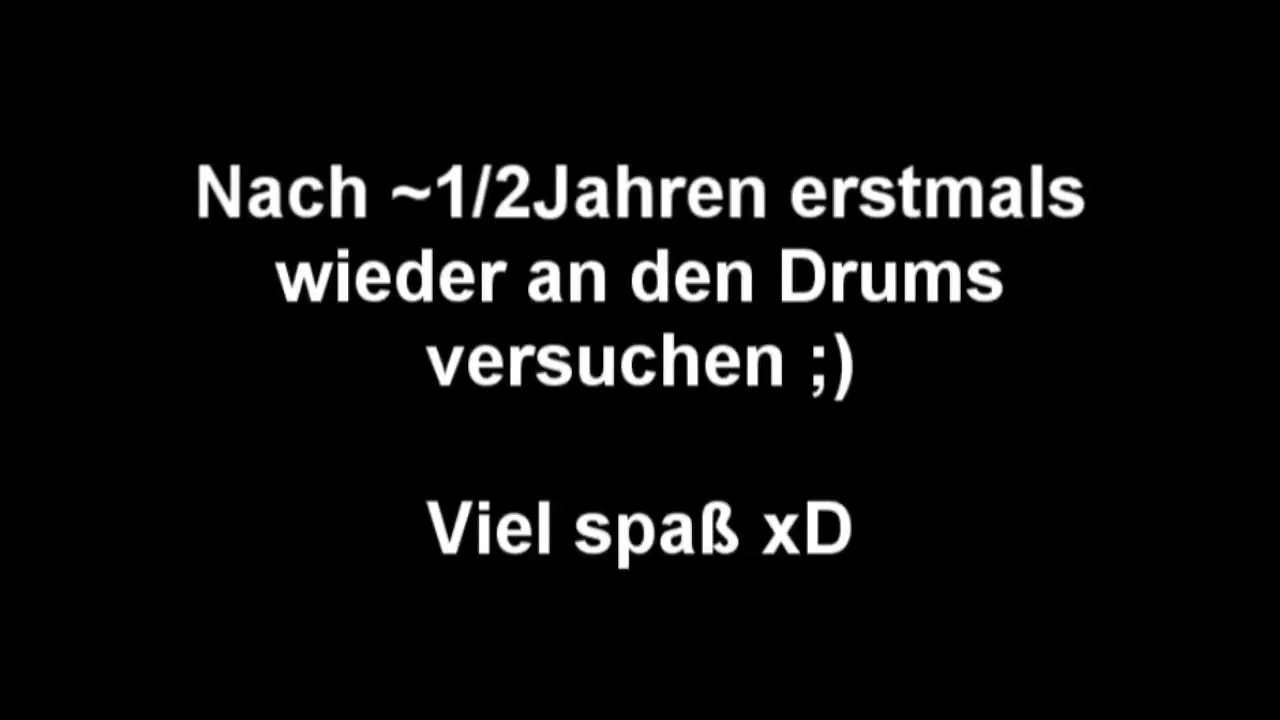 Nach ~1/2Jahren erstmals
wieder an den Drums
versuchen ;)
Viel spaß xD